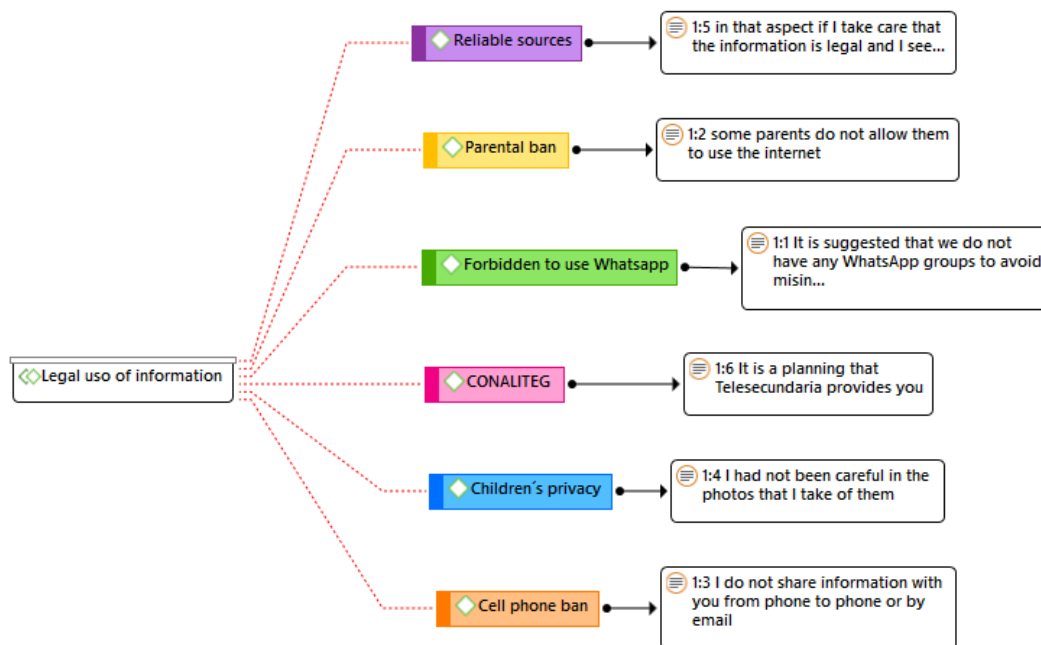 Reliable sources
1:5 in that aspect if I take care that
the information is legal and I see...
Parental ban
1:2 some parents do not allow them
to use the internet
Forbidden to use Whatsapp
1:1 It is suggested that we do not
have any WhatsApp groups to avoid
misin...
Legal uso of information
CONALITEG
1:6 It is a planning that
Telesecundaria provides you
Children´s privacy
1:4 I had not been careful in the
photos that I take of them
Cell phone ban
1:3 I do not share information with
you from phone to phone or by
email